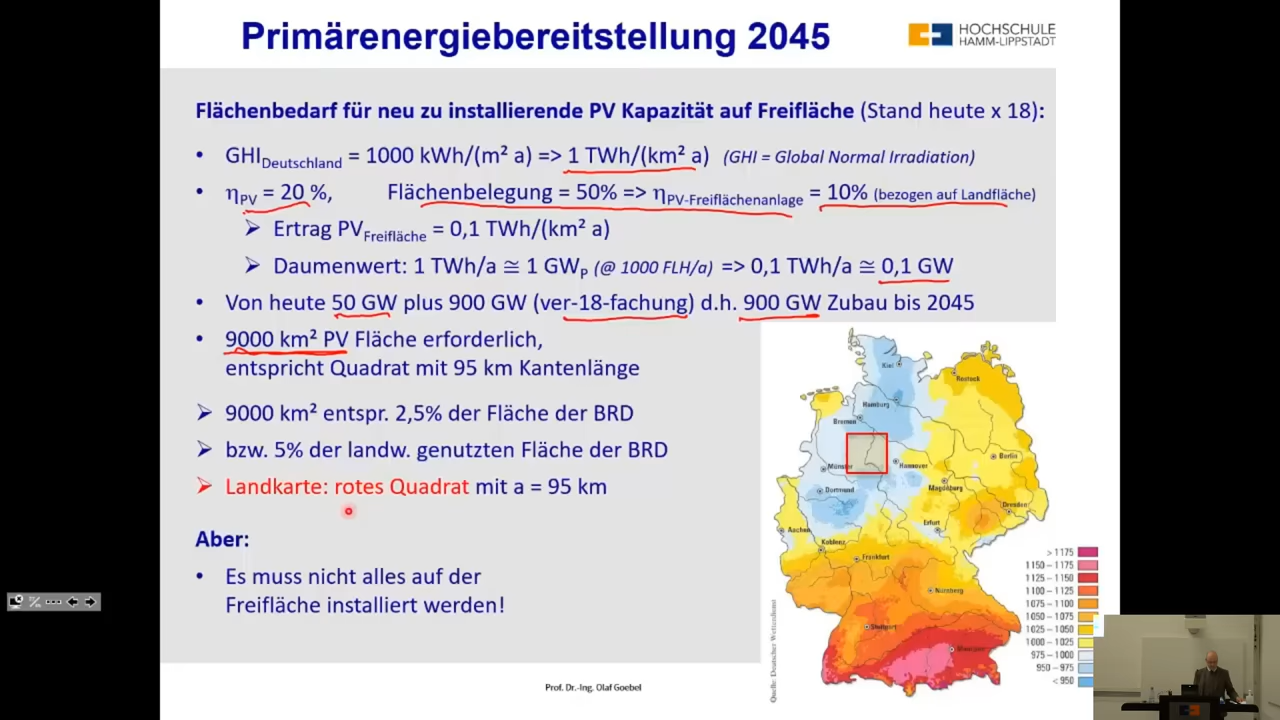 Primärenergiebereitstellung 2045
HOCHSCHULE
HAMM-LIPPSTADT
Flächenbedarf für neu zu installierende PV Kapazität auf Freifläche (Stand heute x 18):
• GHI Deutschland = 1000 kWh/(m² a) => 1 TWh/(km² a) (GHI = Global Normal Irradiation)
• ηPV = 20 %, Flächenbelegung = 50% => ηPV-Freiflächenanlage = 10% (bezogen auf Landfläche)
➢ Ertrag PVFreifläche = 0,1 TWh/(km² a)
➢ Daumenwert: 1 TWh/a ≅ 1 GWP (@ 1000 FLH/a) => 0,1 TWh/a ≅ 0,1 GW
• Von heute 50 GW plus 900 GW (ver-18-fachung) d.h. 900 GW Zubau bis 2045
• 9000 km² PV Fläche erforderlich,
entspricht Quadrat mit 95 km Kantenlänge
➢ 9000 km² entspr. 2,5% der Fläche der BRD
➢ bzw. 5% der landw. genutzten Fläche der BRD
➢ Landkarte: rotes Quadrat mit a = 95 km
Aber:
• Es muss nicht alles auf der
Freifläche installiert werden!
Kiel
Rostock
Hamburg
Bremen
Berlin
Münster
Hannover
Magdeburg
Dortmund
Dresden
Erfurt
Aachen
Koblenz
Frankfurt
Nürnberg
Stuttgart
München
> 1175
1150 – 1175
1125 – 1150
1100 – 1125
1075 – 1100
1050 – 1075
1025 – 1050
1000 – 1025
975 – 1000
950 – 975
< 950
Quelle: Deutscher Wetterdienst
Prof. Dr.-Ing. Olaf Goebel